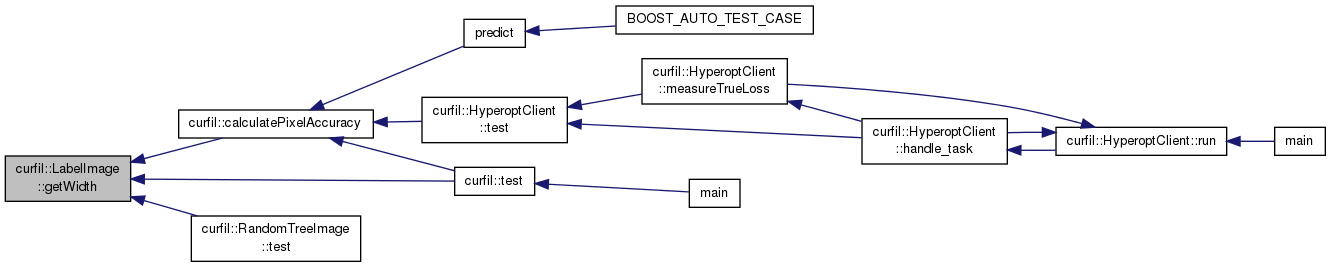 BOOST_AUTO_TEST_CASE
predict
curfil::HyperoptClient
::measureTrueLoss
curfil::HyperoptClient
::test
curfil::calculatePixelAccuracy
curfil::HyperoptClient
::handle_task
curfil::HyperoptClient::run
main
curfil::LabelImage
::getWidth
curfil::test
main
curfil::RandomTreeImage
::test